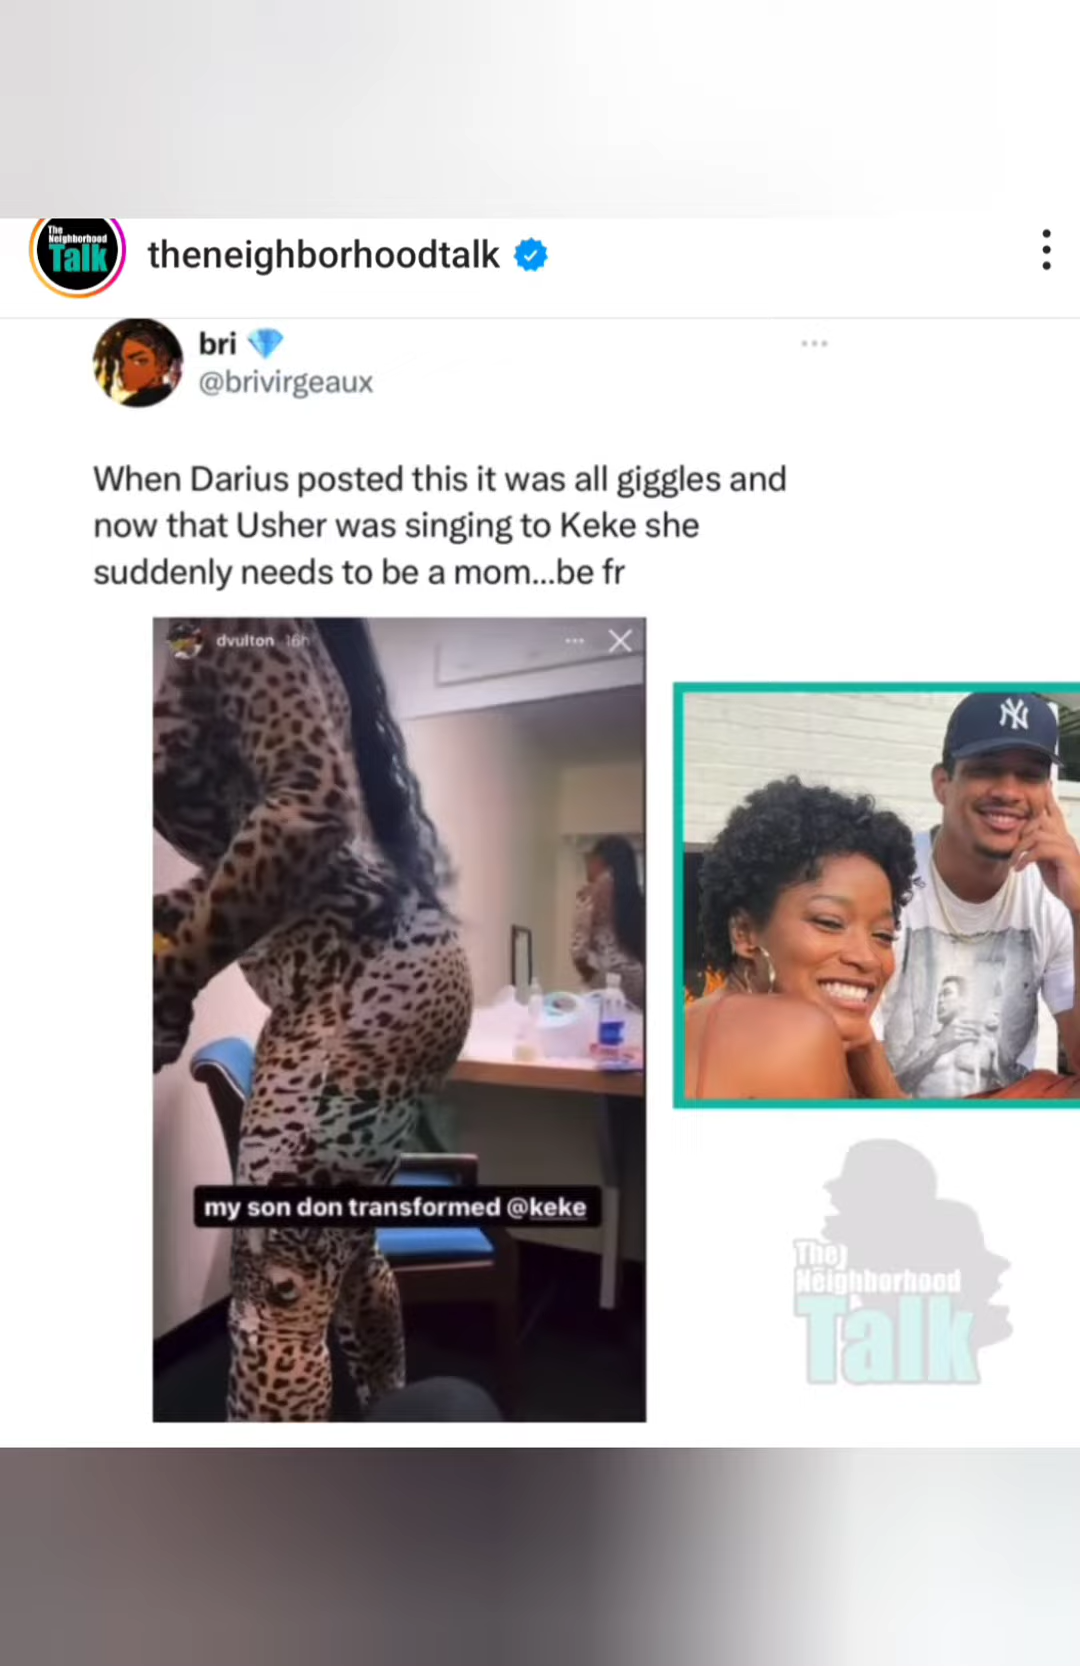 The
Neighborhood
Talk
theneighborhoodtalk
bri
@brivirgeaux
When Darius posted this it was all giggles and
now that Usher was singing to Keke she
suddenly needs to be a mom...be fr
dvulton 16h
NY
my son don transformed @keke
The
Neighborhood
Talk